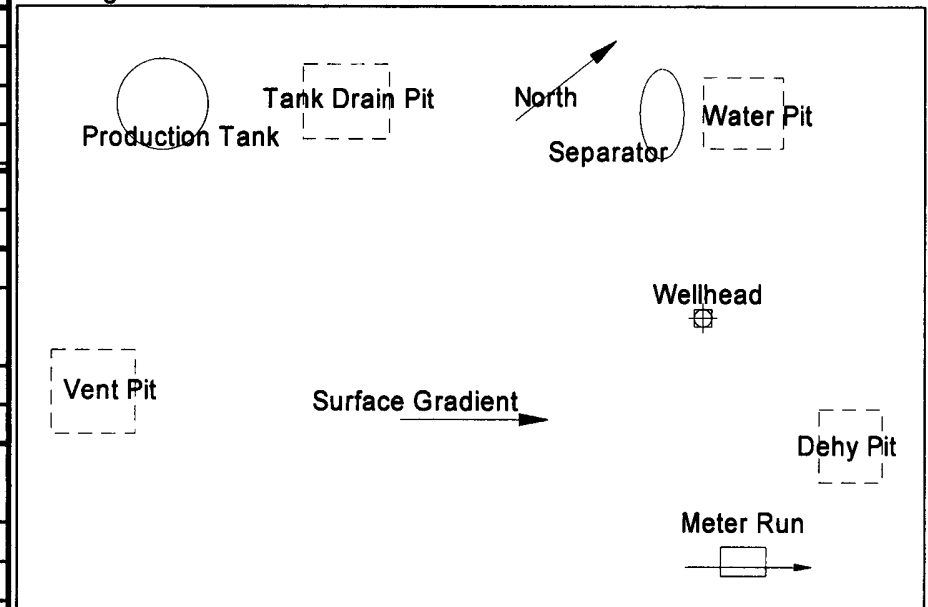 Tank Drain Pit
North
Water Pit
Production Tank
Separator
Wellhead
Vent Pit
Surface Gradient
Dehy Pit
Meter Run